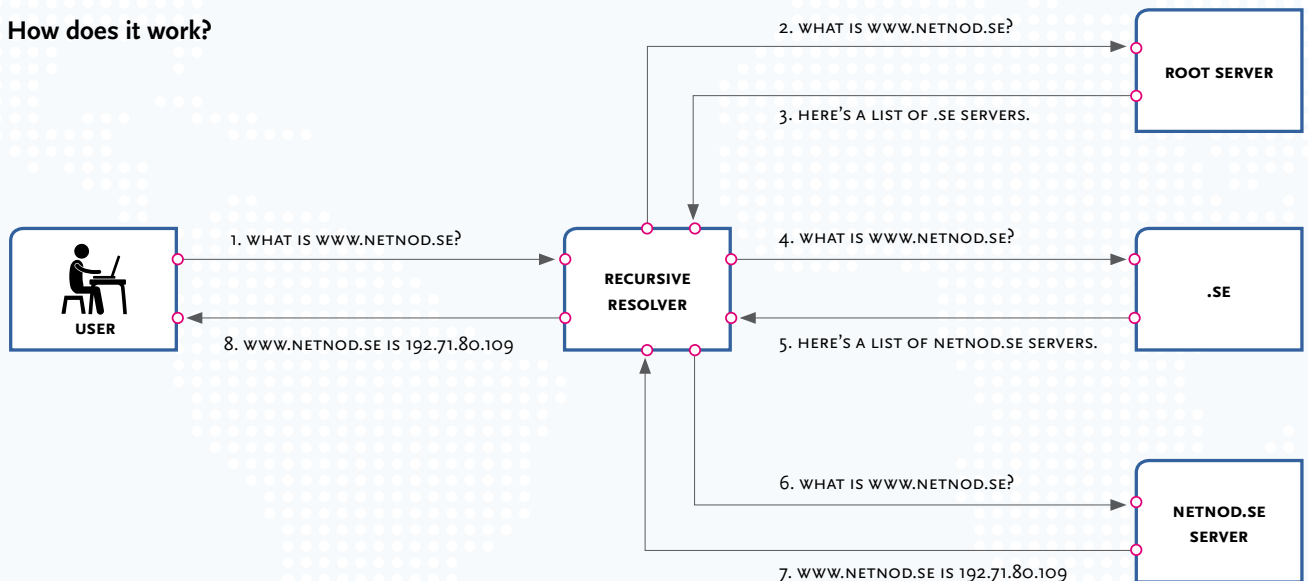 How does it work?
2. WHAT IS WWW.NETNOD.SE?
ROOT SERVER
3. HERE'S A LIST OF .SE SERVERS.
1. WHAT IS WWW.NETNOD.SE?
USER
8. WWW.NETNOD.SE IS 192.71.80.109
RECURSIVE
RESOLVER
4. WHAT IS WWW.NETNOD.SE?
.SE
5. HERE'S A LIST OF NETNOD.SE SERVERS.
6. WHAT IS WWW.NETNOD.SE?
NETNOD.SE
SERVER
7. WWW.NETNOD.SE IS 192.71.80.109